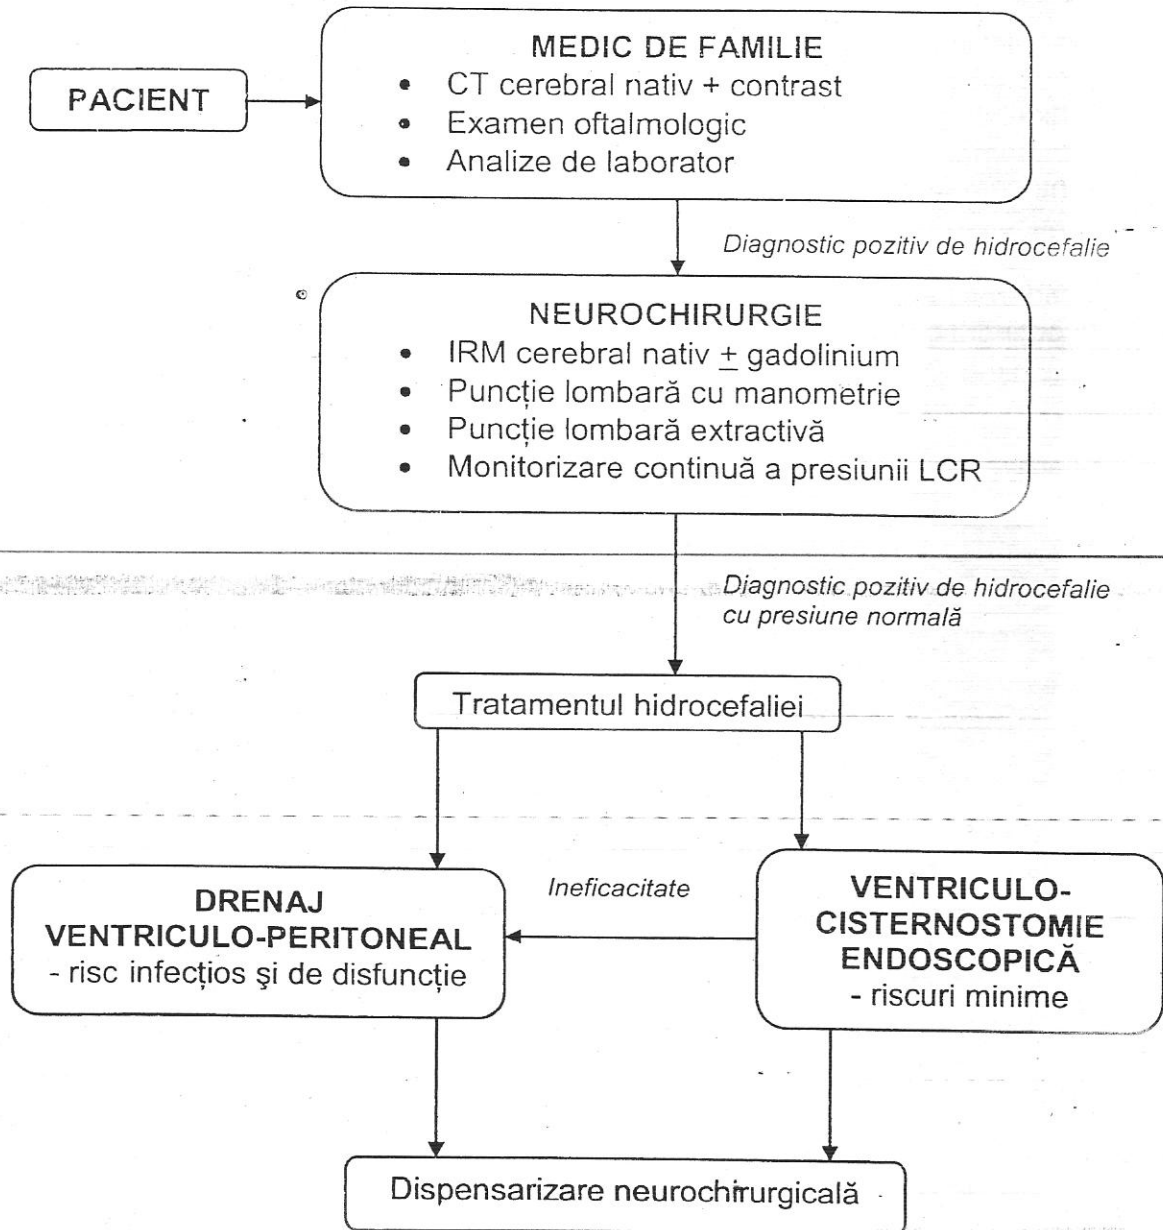 PACIENT
MEDIC DE FAMILIE
• CT cerebral nativ + contrast
• Examen oftalmologic
• Analize de laborator
Diagnostic pozitiv de hidrocefalie
NEUROCHIRURGIE
• IRM cerebral nativ ± gadolinium
• Puncție lombară cu manometrie
• Puncție lombară extractivă
• Monitorizare continuă a presiunii LCR
Diagnostic pozitiv de hidrocefalie
cu presiune normală
Tratamentul hidrocefaliei
DRENAJ
VENTRICULO-PERITONEAL
- risc infecțios şi de disfuncție
Ineficacitate
VENTRICULO-
CISTERNOSTOMIE
ENDOSCOPICĂ
- riscuri minime
Dispensarizare neurochirurgicală